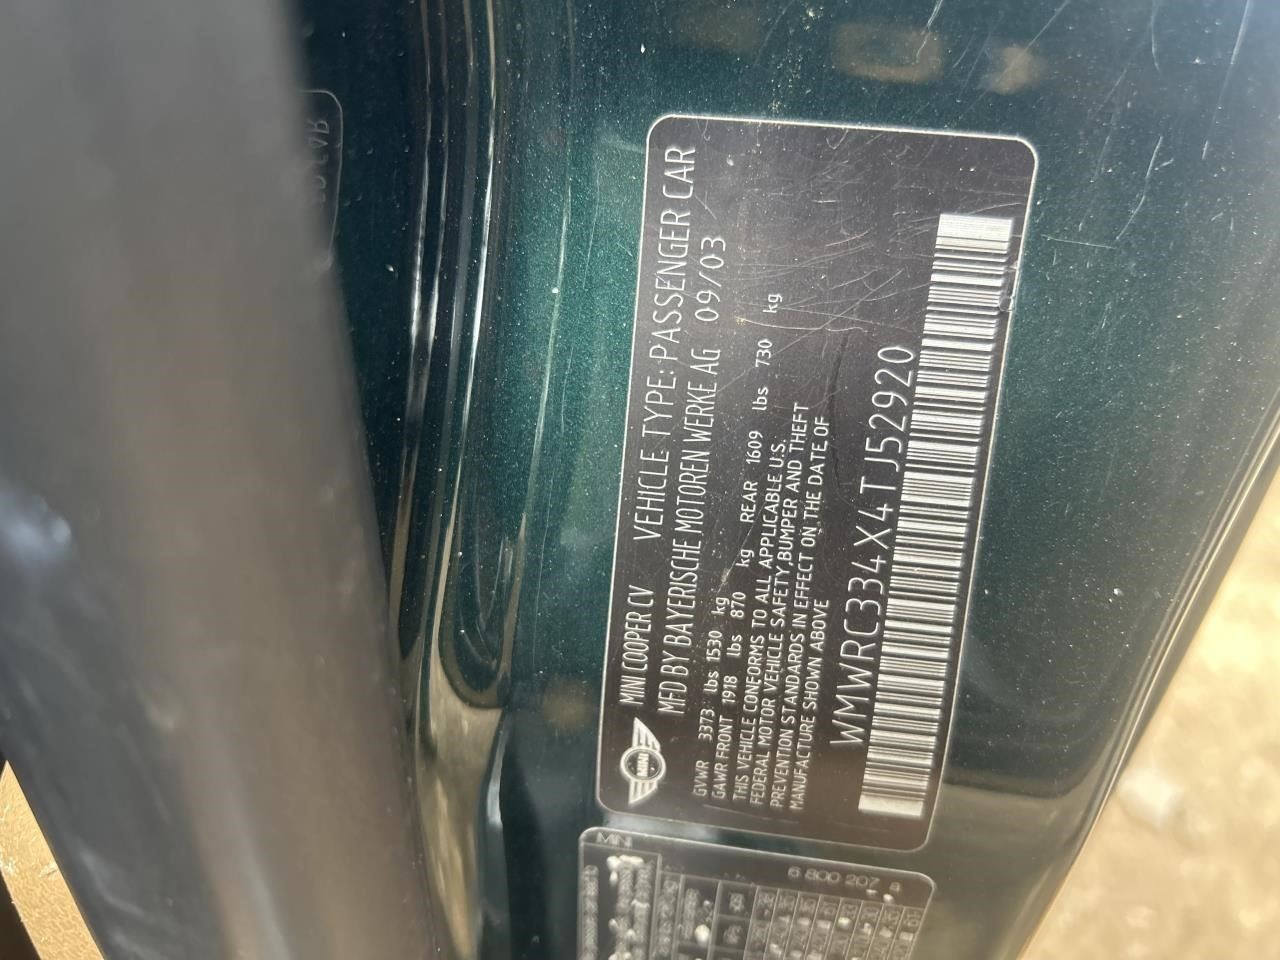 MINI COOPER CV VEHICLE TYPE: PASSENGER CAR
MFD BY BAYERISCHE MOTOREN WERKE AG 09/03
GVWR 3373 lbs 1530 kg
GAWR FRONT 1918 lbs 870 kg REAR 1609 lbs 730 kg
THIS VEHICLE CONFORMS TO ALL APPLICABLE U.S.
FEDERAL MOTOR VEHICLE SAFETY,BUMPER AND THEFT
PREVENTION STANDARDS IN EFFECT ON THE DATE OF
MANUFACTURE SHOWN ABOVE
WMWRC334X4TJ52920
MINI
MINI
6 800 207